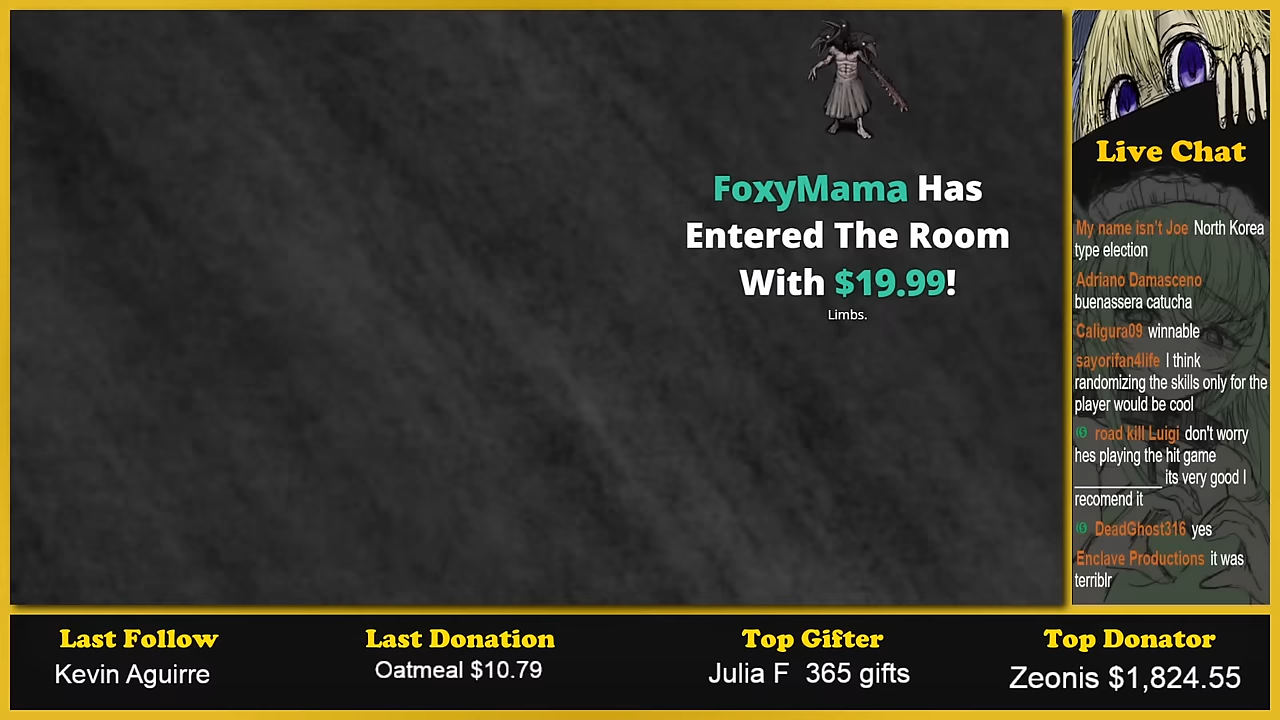 FoxyMama Has
Entered The Room
With $19.99!
Limbs.
Live Chat
My name isn't Joe North Korea
type election
Adriano Damasceno
buenassera catucha
Caligura09 winnable
sayorifan4life I think
randomizing the skills only for the
player would be cool
road kill Luigi don't worry
hes playing the hit game
____________ its very good I
recomend it
DeadGhost316 yes
Enclave Productions it was
terriblr
Last Follow
Kevin Aguirre
Last Donation
Oatmeal $10.79
Top Gifter
Julia F 365 gifts
Top Donator
Zeonis $1,824.55